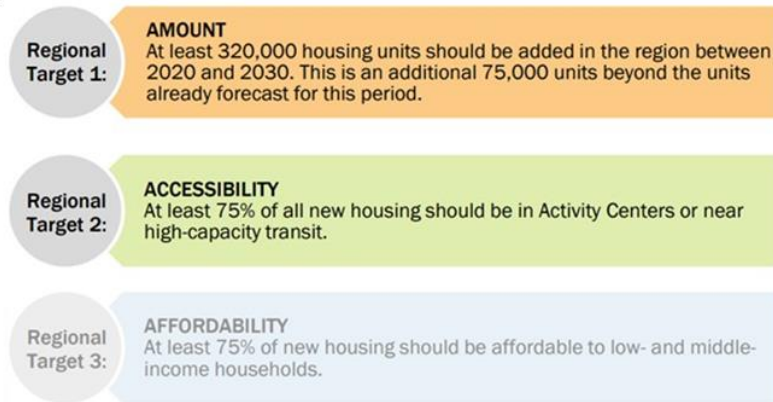 Regional
Target 1:
AMOUNT
At least 320,000 housing units should be added in the region between
2020 and 2030. This is an additional 75,000 units beyond the units
already forecast for this period.
Regional
Target 2:
ACCESSIBILITY
At least 75% of all new housing should be in Activity Centers or near
high-capacity transit.
Regional
Target 3:
AFFORDABILITY
At least 75% of new housing should be affordable to low- and middle-
income households.